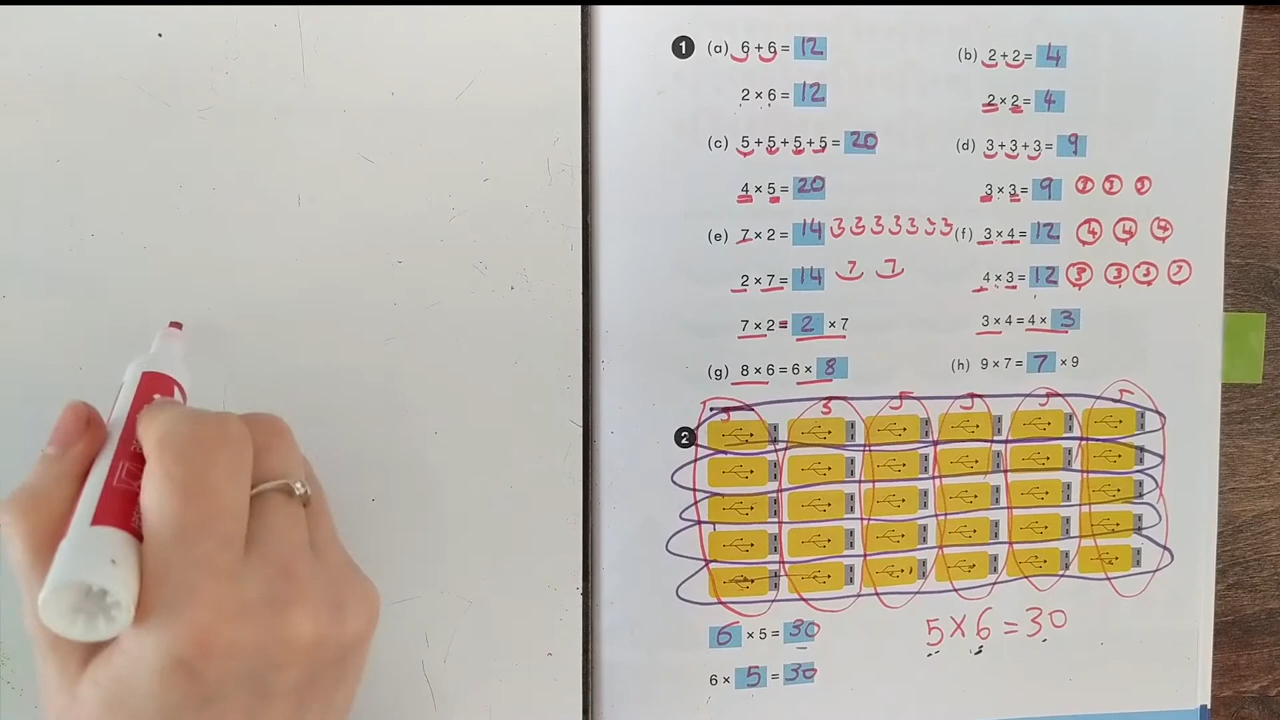 1 (a) 6 + 6 = 12
2 × 6 = 12
(b) 2 + 2 = 4
2 × 2 = 4
(c) 5 + 5 + 5 + 5 = 20
4 × 5 = 20
(d) 3 + 3 + 3 = 9
3 × 3 = 9 3 3 3
(e) 7 × 2 = 14
2 × 7 = 14 7 7
7 × 2 = 2 × 7
(f) 3 × 4 = 12 4 4 4
4 × 3 = 12 3 3 3 3
3 × 4 = 4 × 3
(g) 8 × 6 = 6 × 8
(h) 9 × 7 = 7 × 9
2
5 5 5 5 5 5
6 × 5 = 30
6 × 5 = 30
5 X 6 = 30